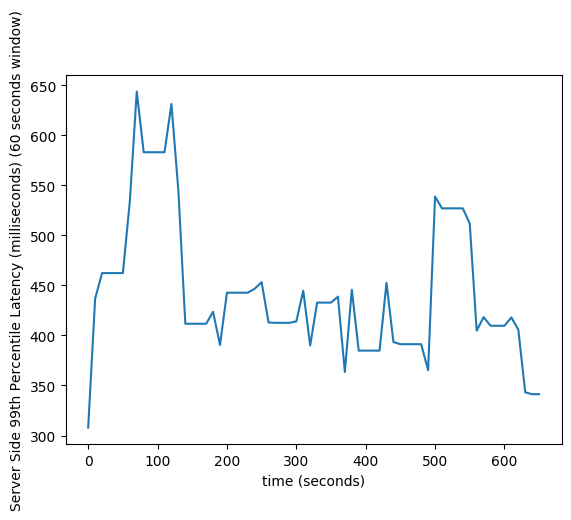 Server Side 99th Percentile Latency (milliseconds) (60 seconds window)
650
600
550
500
450
400
350
300
0 100 200 300 400 500 600
time (seconds)